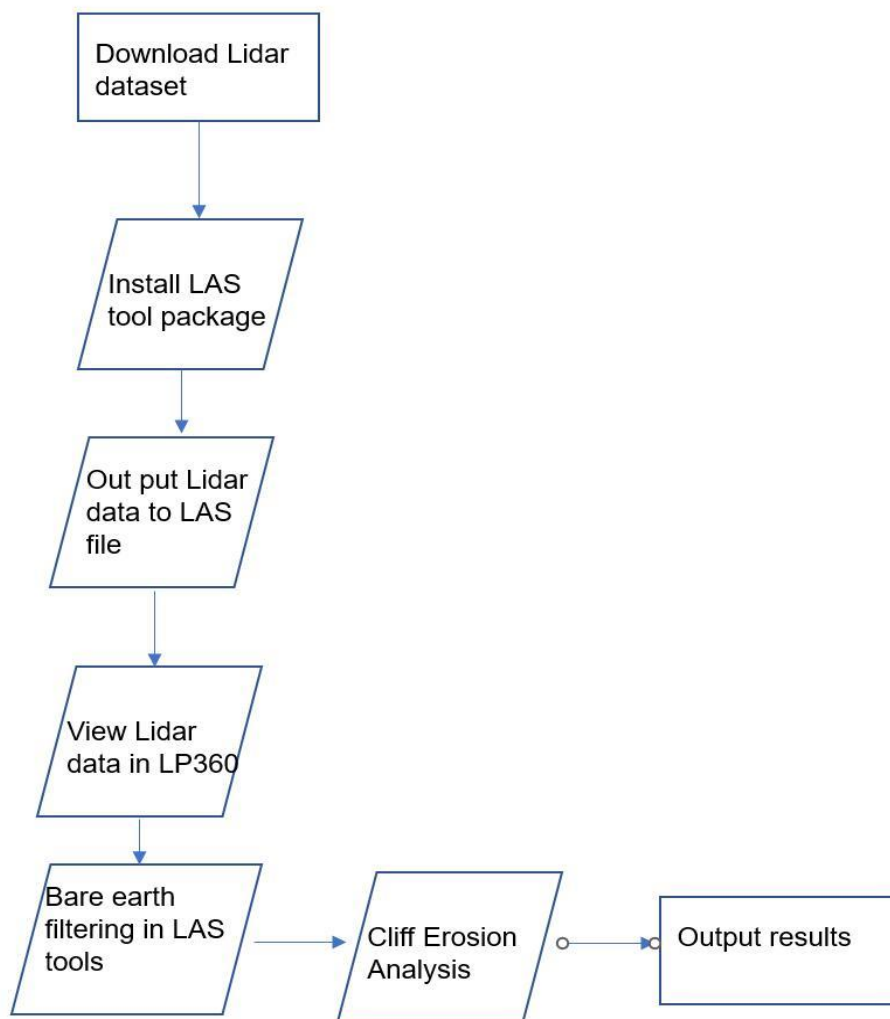 Download Lidar
dataset
Install LAS
tool package
Out put Lidar
data to LAS
file
View Lidar
data in LP360
Bare earth
filtering in LAS
tools
Cliff Erosion
Analysis
Output results